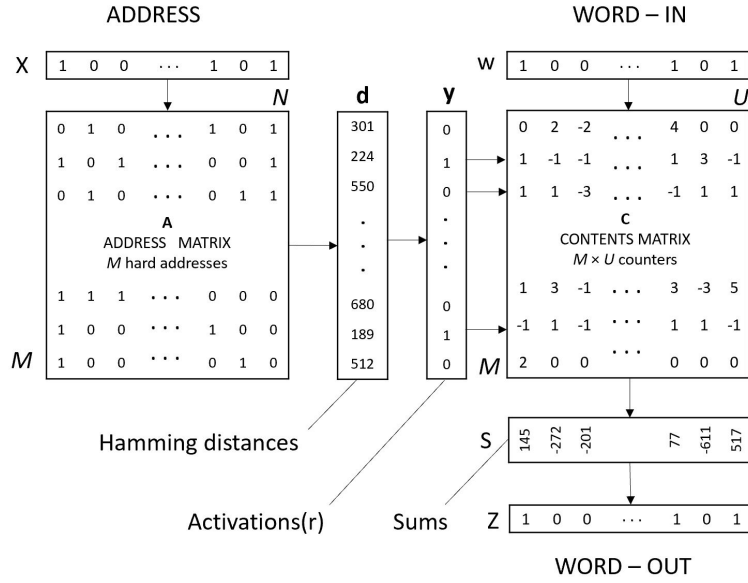 ADDRESS WORD – IN
X 1 0 0 ··· 1 0 1 w 1 0 0 ··· 1 0 1
N d y U
0 1 0 ... 1 0 1 301 0 0 2 -2 ... 4 0 0
1 0 1 ... 0 0 1 224 1 1 -1 -1 ... 1 3 -1
0 1 0 ... 0 1 1 550 0 1 1 -3 ... -1 1 1
A . . C
ADDRESS MATRIX . . CONTENTS MATRIX
M hard addresses . . M × U counters
1 1 1 ... 0 0 0 680 0 1 3 -1 ... 3 -3 5
1 0 0 ... 1 0 0 189 1 -1 1 -1 ... 1 1 -1
M 1 0 0 ... 0 1 0 512 0 M 2 0 0 ... 0 0 0
Hamming distances S 145 -272 -201 77 -611 517
Activations(r) Sums Z 1 0 0 ··· 1 0 1
WORD – OUT